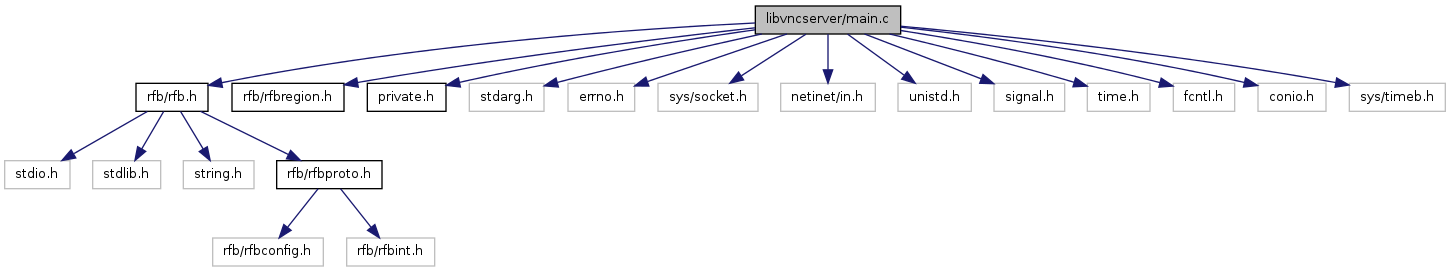 libvncserver/main.c
rfb/rfb.h
rfb/rfbregion.h
private.h
stdarg.h
errno.h
sys/socket.h
netinet/in.h
unistd.h
signal.h
time.h
fcntl.h
conio.h
sys/timeb.h
stdio.h
stdlib.h
string.h
rfb/rfbproto.h
rfb/rfbconfig.h
rfb/rfbint.h